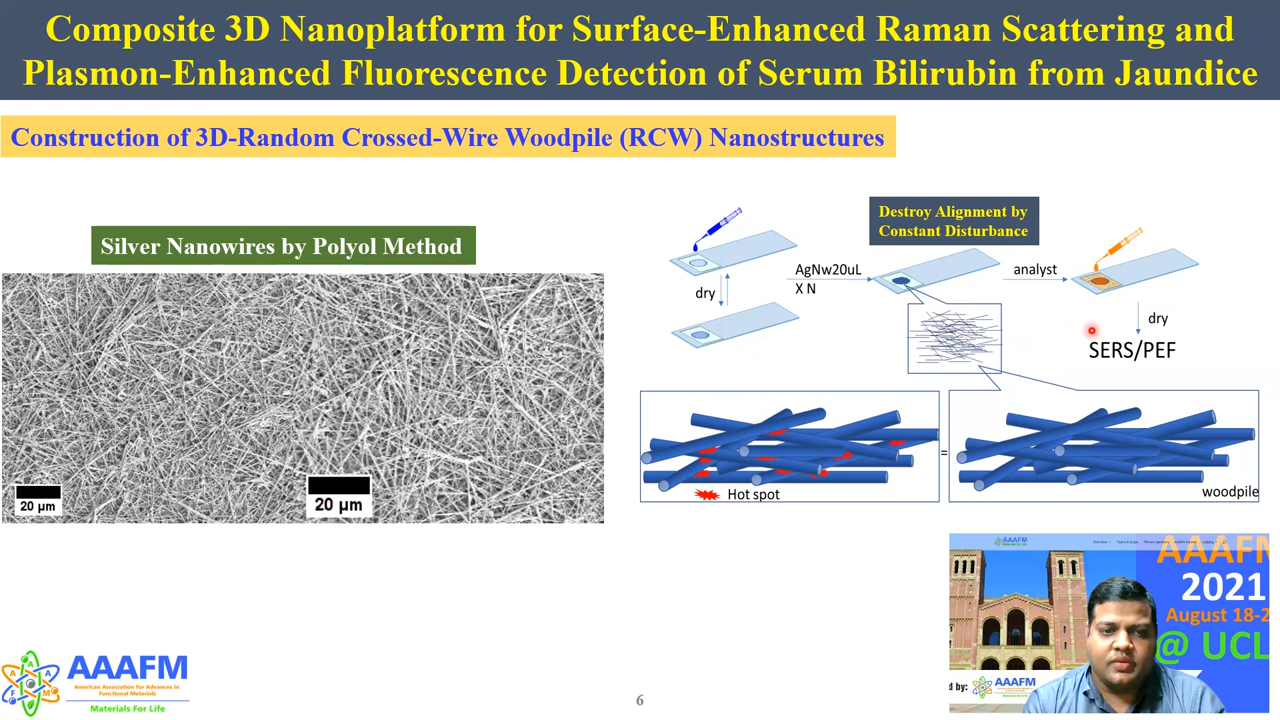 Composite 3D Nanoplatform for Surface-Enhanced Raman Scattering and
Plasmon-Enhanced Fluorescence Detection of Serum Bilirubin from Jaundice
Construction of 3D-Random Crossed-Wire Woodpile (RCW) Nanostructures
Silver Nanowires by Polyol Method
20 µm
20 µm
Destroy Alignment by
Constant Disturbance
dry
AgNw20uL
X N
analyst
dry
SERS/PEF
Hot spot
=
woodpile
AAAFM
American Association for Advances in
Functional Materials
Materials For Life
6
AAAFM
AAAFM
2021
August 18-2
@ UCL
d by:
AAAFM